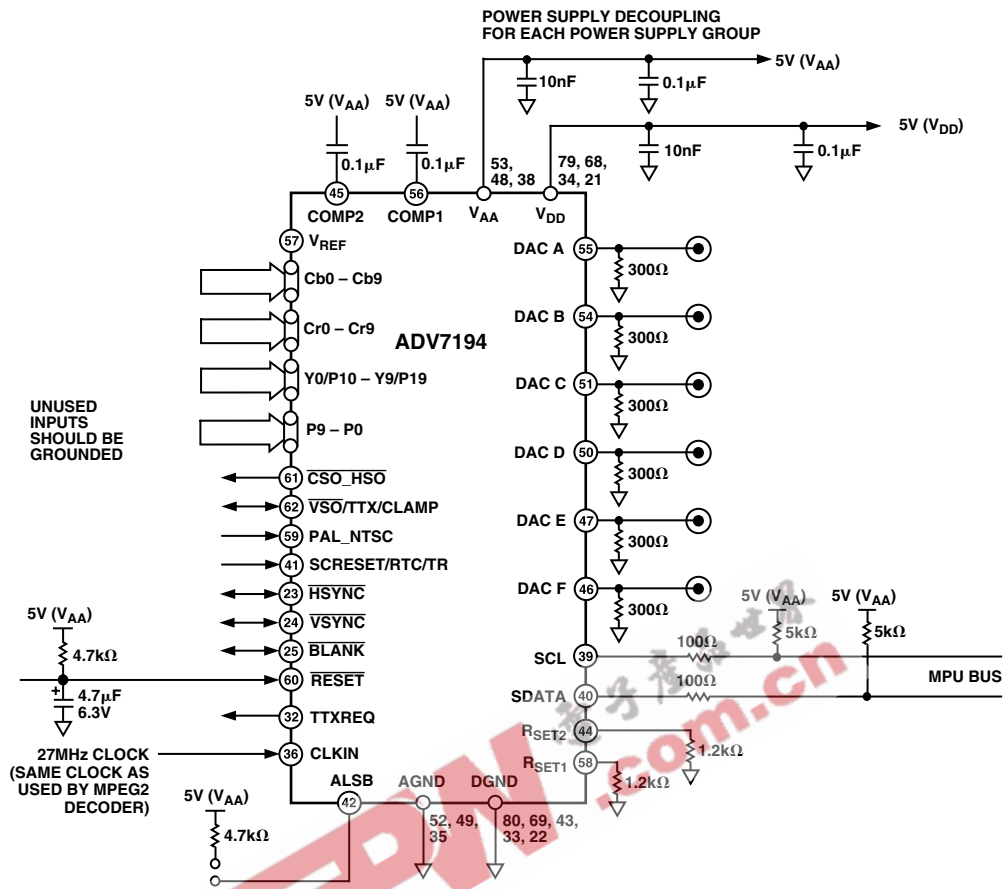 POWER SUPPLY DECOUPLING
FOR EACH POWER SUPPLY GROUP
5V (VAA)
10nF
0.1μF
5V (VAA)
5V (VAA)
5V (VDD)
10nF
0.1μF
0.1μF
0.1μF
53,
48, 38
79, 68,
34, 21
45
56
COMP2
COMP1
VAA
VDD
57
VREF
Cb0 – Cb9
Cr0 – Cr9
Y0/P10 – Y9/P19
P9 – P0
ADV7194
UNUSED
INPUTS
SHOULD BE
GROUNDED
61
CSO_HSO
62
VSO/TTX/CLAMP
59
PAL_NTSC
41
SCRESET/RTC/TR
23
HSYNC
24
VSYNC
25
BLANK
60
RESET
32
TTXREQ
36
CLKIN
5V (VAA)
4.7kΩ
+
4.7μF
6.3V
27MHz CLOCK
(SAME CLOCK AS
USED BY MPEG2
DECODER)
5V (VAA)
4.7kΩ
ALSB
42
AGND
52, 49,
35
DGND
80, 69, 43,
33, 22
DAC A
55
300Ω
DAC B
54
300Ω
DAC C
51
300Ω
DAC D
50
300Ω
DAC E
47
300Ω
DAC F
46
300Ω
5V (VAA)
5kΩ
5V (VAA)
5kΩ
SCL
39
100Ω
SDATA
40
100Ω
MPU BUS
RSET2
44
1.2kΩ
RSET1
58
1.2kΩ
.com.cn